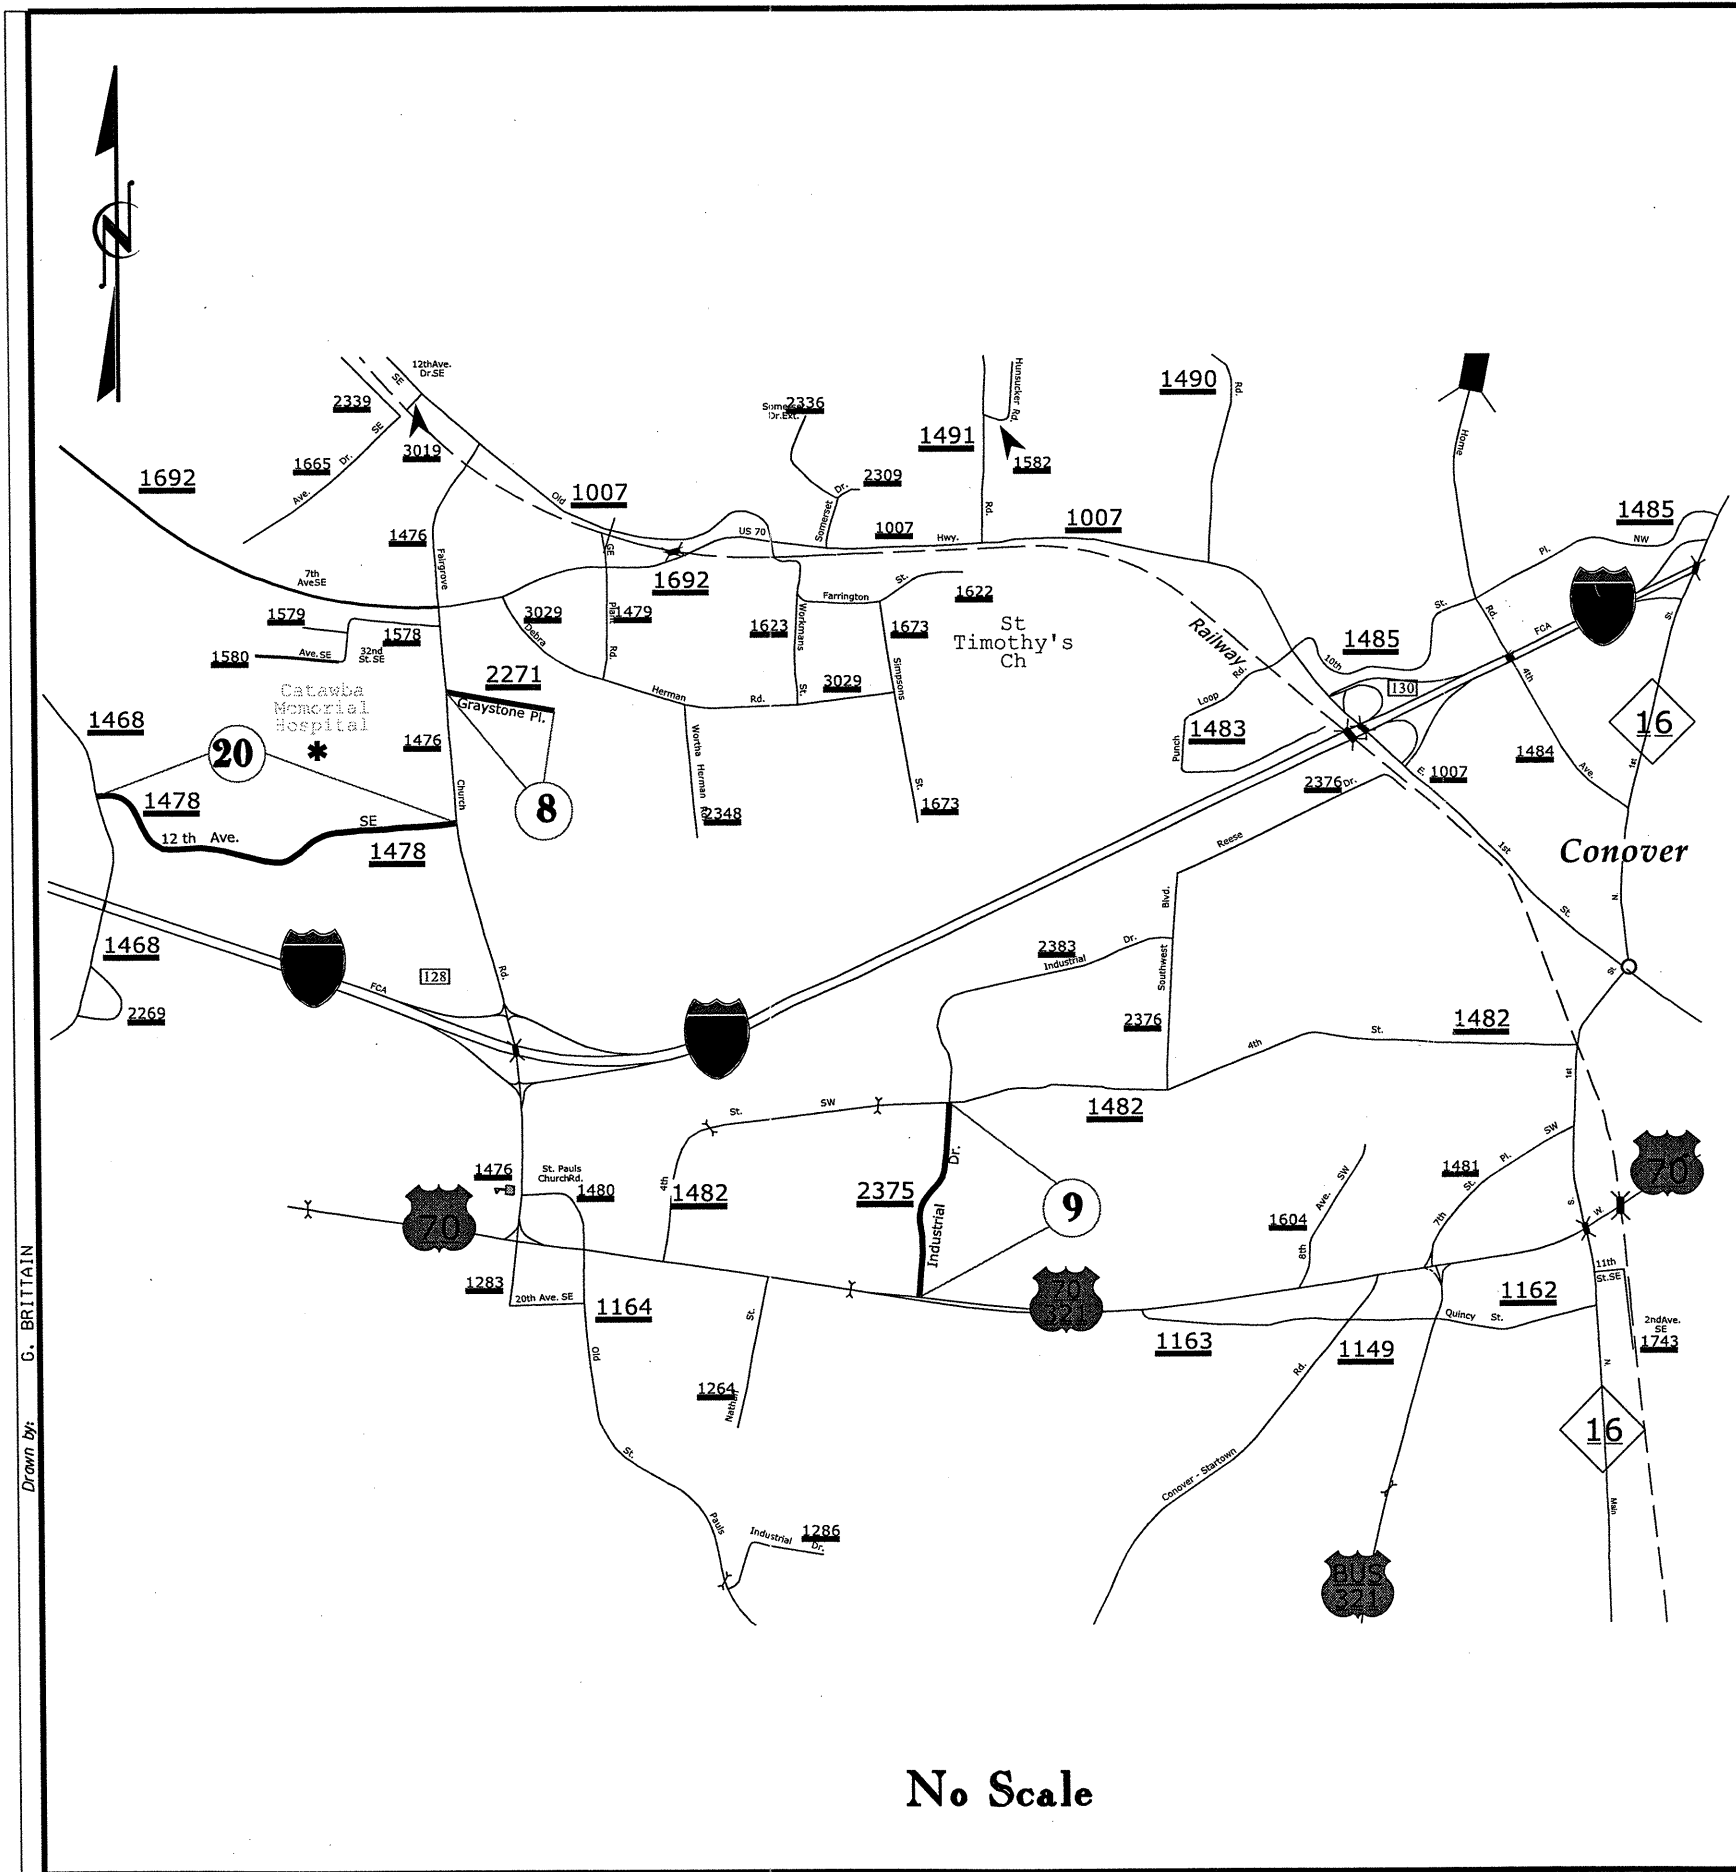 12thAve.
Dr.SE
SE
2339
SE
3019
1665
Dr.
Ave.
1692
Somerset
Dr.Ext.
2336
Hunsucker Rd.
1490
Rd.
1491
1582
Home
2309
Dr.
Somerset
Old
1007
US 70
1007
Hwy.
Rd.
1007
1485
NW
Pl.
1476
Fairgrove
GE
7th
AveSE
1692
St.
Farrington
1622
1579
3029
Debra
Plant
1479
1623
Workmans
1673
St
Timothy's
Ch
Railway
St.
Rd.
FCA
St.
1578
32nd
St.SE
1580
Ave.SE
Rd.
1485
10th
Rd.
Loop
130
4th
2271
Graystone Pl.
Herman
Rd.
St.
3029
Simpsons
Catawba
Memorial
Hospital
1468
20
1476
Wortha Herman Rd.
1483
Punch
16
1484
Ave.
1st
E.
1007
2376
Dr.
1478
12 th Ave.
SE
1478
Church
8
2348
St.
1673
Reese
1st
Conover
N.
Blvd.
St.
1468
2383
Industrial
Dr.
Southwest
FCA
128
Rd.
St.
2269
2376
1482
St.
4th
1st
St.
SW
1482
SW
70
1476
St. Pauls
ChurchRd.
1480
4th
1482
2375
Dr.
Industrial
9
1481
Pl.
St.
7th
SW
Ave.
8th
1604
70
S.
W.
1283
20th Ave. SE
1164
70
321
11th
St.SE
1162
Quincy
St.
2ndAve.
SE
1743
1163
1149
Old
St.
Nathan
1264
Rd.
N.
16
St.
Conover - Startown
Main
Pauls
Industrial
Dr.
1286
BUS
321
No Scale
Drawn by: G. BRITTAIN